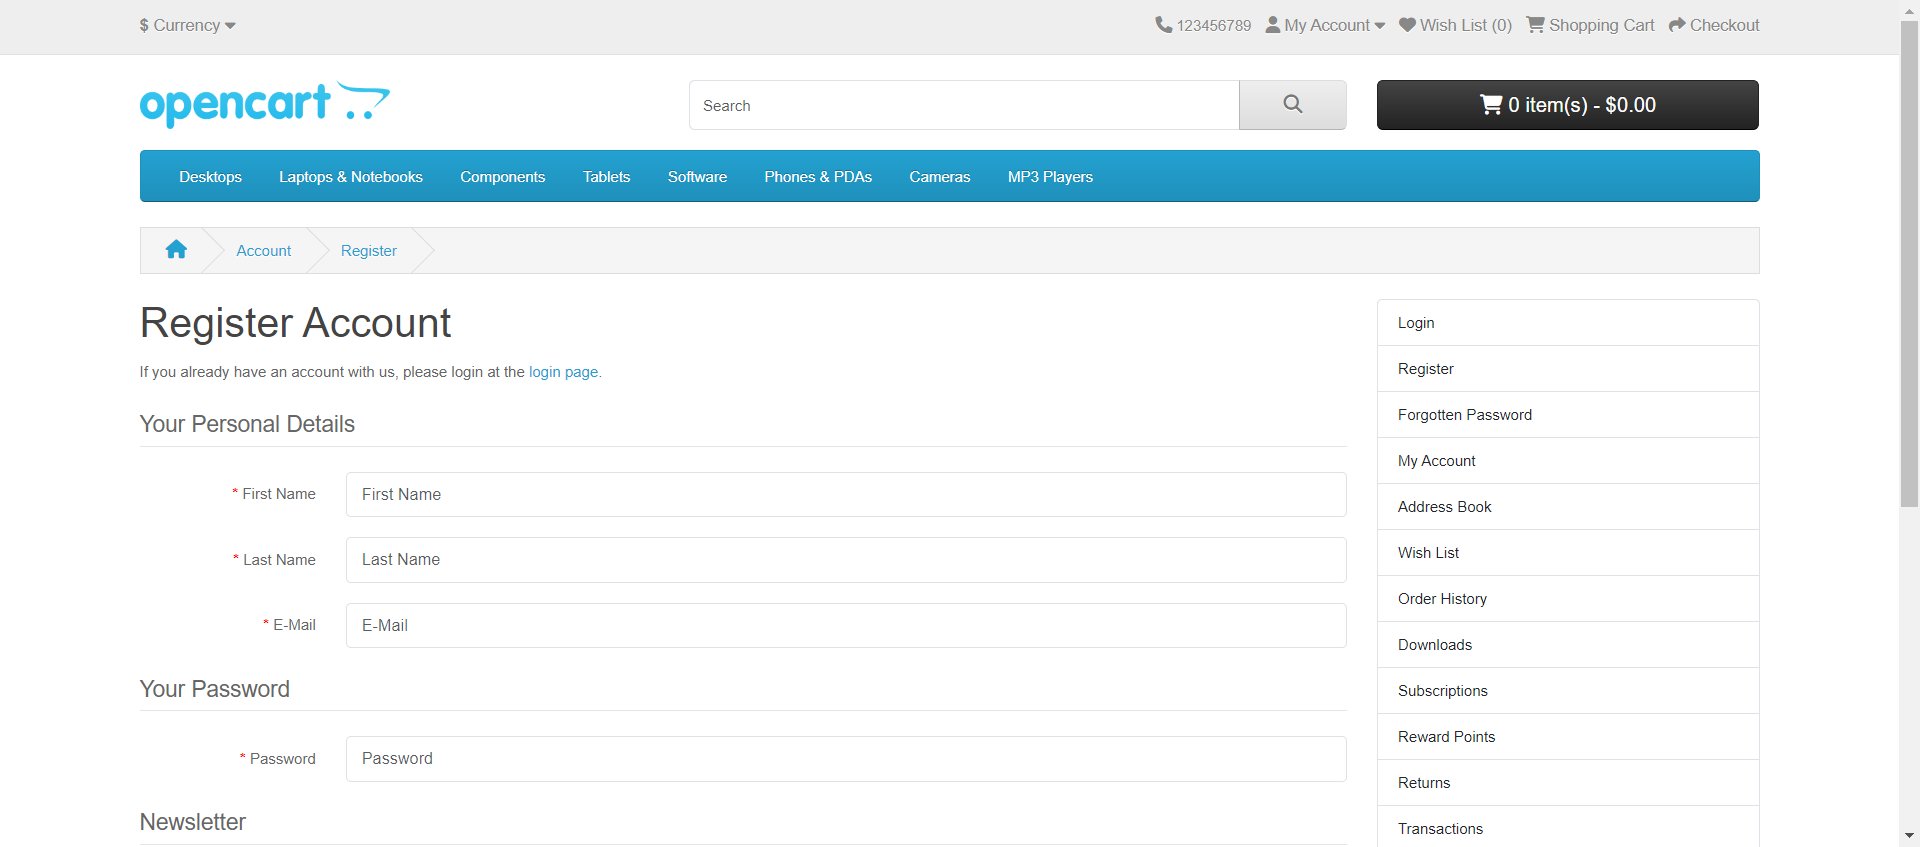 $ Currency
123456789 My Account Wish List (0) Shopping Cart Checkout
opencart
Search
0 item(s) - $0.00
Desktops Laptops & Notebooks Components Tablets Software Phones & PDAs Cameras MP3 Players
Account Register
Register Account
If you already have an account with us, please login at the login page.
Your Personal Details
* First Name First Name
* Last Name Last Name
* E-Mail E-Mail
Your Password
* Password Password
Newsletter
Login
Register
Forgotten Password
My Account
Address Book
Wish List
Order History
Downloads
Subscriptions
Reward Points
Returns
Transactions